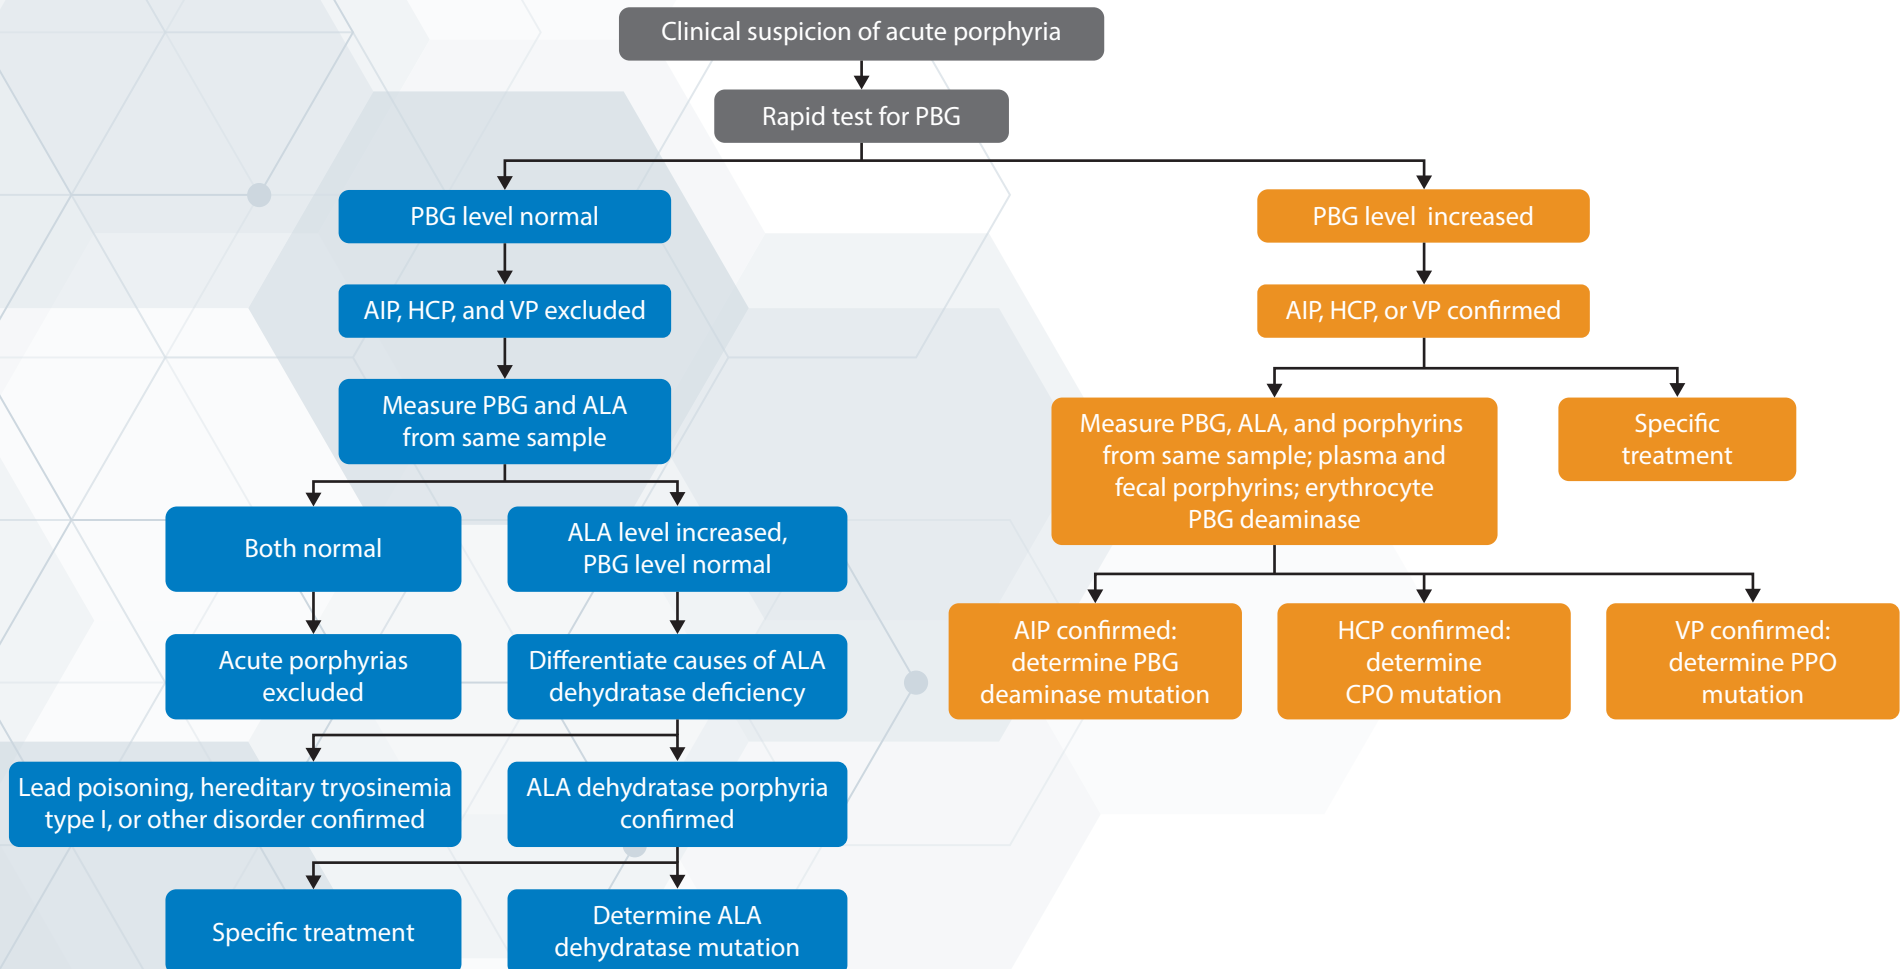 Clinical suspicion of acute porphyria
Rapid test for PBG
PBG level normal
PBG level increased
AIP, HCP, and VP excluded
AIP, HCP, or VP confirmed
Measure PBG and ALA
from same sample
Measure PBG, ALA, and porphyrins
from same sample; plasma and
fecal porphyrins; erythrocyte
PBG deaminase
Specific
treatment
Both normal
ALA level increased,
PBG level normal
AIP confirmed:
determine PBG
deaminase mutation
HCP confirmed:
determine
CPO mutation
VP confirmed:
determine PPO
mutation
Acute porphyrias
excluded
Differentiate causes of ALA
dehydratase deficiency
Lead poisoning, hereditary tryosinemia
type I, or other disorder confirmed
ALA dehydratase porphyria
confirmed
Specific treatment
Determine ALA
dehydratase mutation